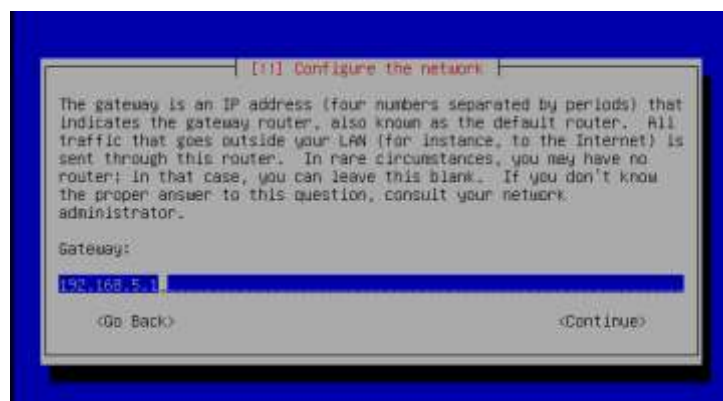 [!!] Configure the network
The gateway is an IP address (four numbers separated by periods) that
indicates the gateway router, also known as the default router. All
traffic that goes outside your LAN (for instance, to the Internet) is
sent through this router. In rare circumstances, you may have no
router; in that case, you can leave this blank. If you don't know
the proper answer to this question, consult your network
administrator.
Gateway:
192.168.5.1
<Go Back> <Continue>